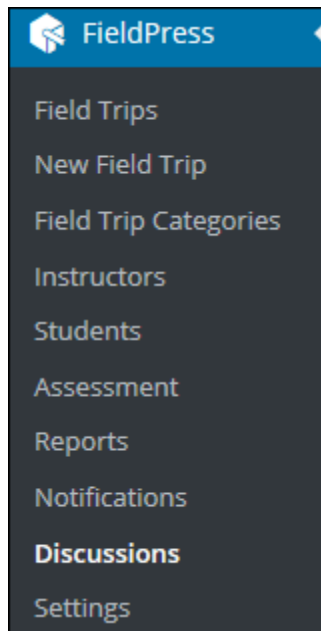 FieldPress
Field Trips
New Field Trip
Field Trip Categories
Instructors
Students
Assessment
Reports
Notifications
Discussions
Settings